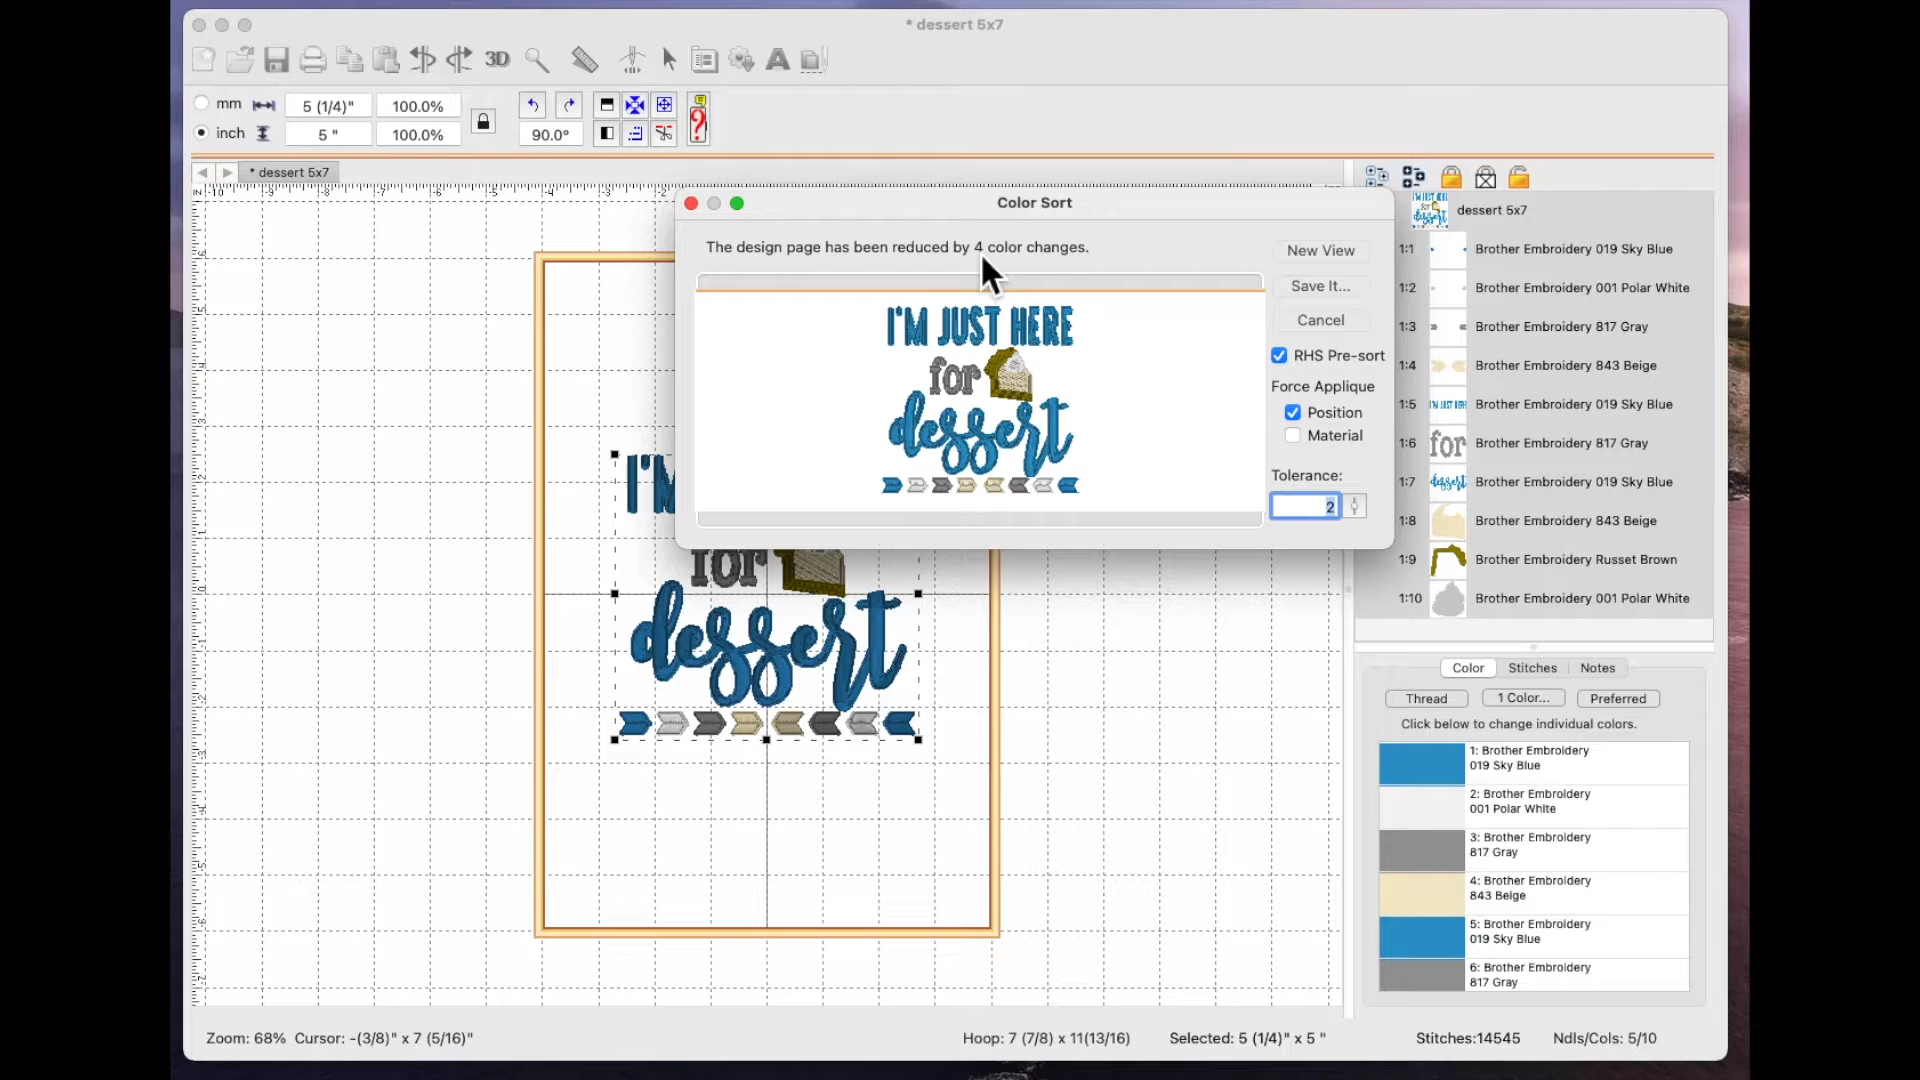 * dessert 5x7
3D
mm
5 (1/4)"
100.0%
inch
5 "
100.0%
90.0°
* dessert 5x7
Color Sort
The design page has been reduced by 4 color changes.
New View
Save It...
Cancel
RHS Pre-sort
Force Applique
Position
Material
Tolerance:
2
I'M JUST HERE
for
dessert
I'M
for
dessert
dessert 5x7
1:1 Brother Embroidery 019 Sky Blue
1:2 Brother Embroidery 001 Polar White
1:3 Brother Embroidery 817 Gray
1:4 Brother Embroidery 843 Beige
1:5 I'M JUST HERE Brother Embroidery 019 Sky Blue
1:6 for Brother Embroidery 817 Gray
1:7 dessert Brother Embroidery 019 Sky Blue
1:8 Brother Embroidery 843 Beige
1:9 Brother Embroidery Russet Brown
1:10 Brother Embroidery 001 Polar White
Color Stitches Notes
Thread 1 Color... Preferred
Click below to change individual colors.
1: Brother Embroidery
019 Sky Blue
2: Brother Embroidery
001 Polar White
3: Brother Embroidery
817 Gray
4: Brother Embroidery
843 Beige
5: Brother Embroidery
019 Sky Blue
6: Brother Embroidery
817 Gray
Zoom: 68% Cursor: -(3/8)" x 7 (5/16)"
Hoop: 7 (7/8) x 11(13/16)
Selected: 5 (1/4)" x 5 "
Stitches:14545
Ndls/Cols: 5/10